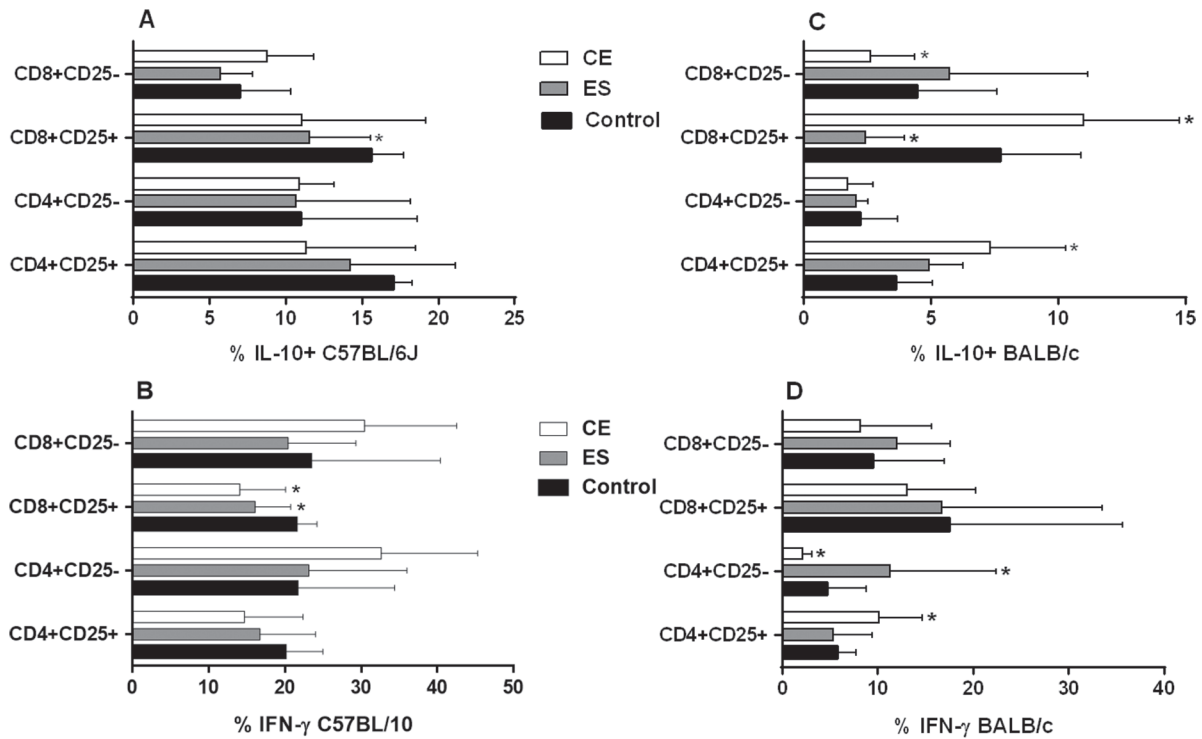 A
CD8+CD25-
CD8+CD25+
*
CD4+CD25-
CD4+CD25+
0 5 10 15 20 25
% IL-10+ C57BL/6J
CE
ES
Control
C
CD8+CD25-
*
CD8+CD25+
*
*
CD4+CD25-
CD4+CD25+
*
0 5 10 15
% IL-10+ BALB/c
B
CD8+CD25-
CD8+CD25+
*
*
CD4+CD25-
CD4+CD25+
0 10 20 30 40 50
% IFN-γ C57BL/10
CE
ES
Control
D
CD8+CD25-
CD8+CD25+
CD4+CD25-
*
*
CD4+CD25+
*
0 10 20 30 40
% IFN-γ BALB/c